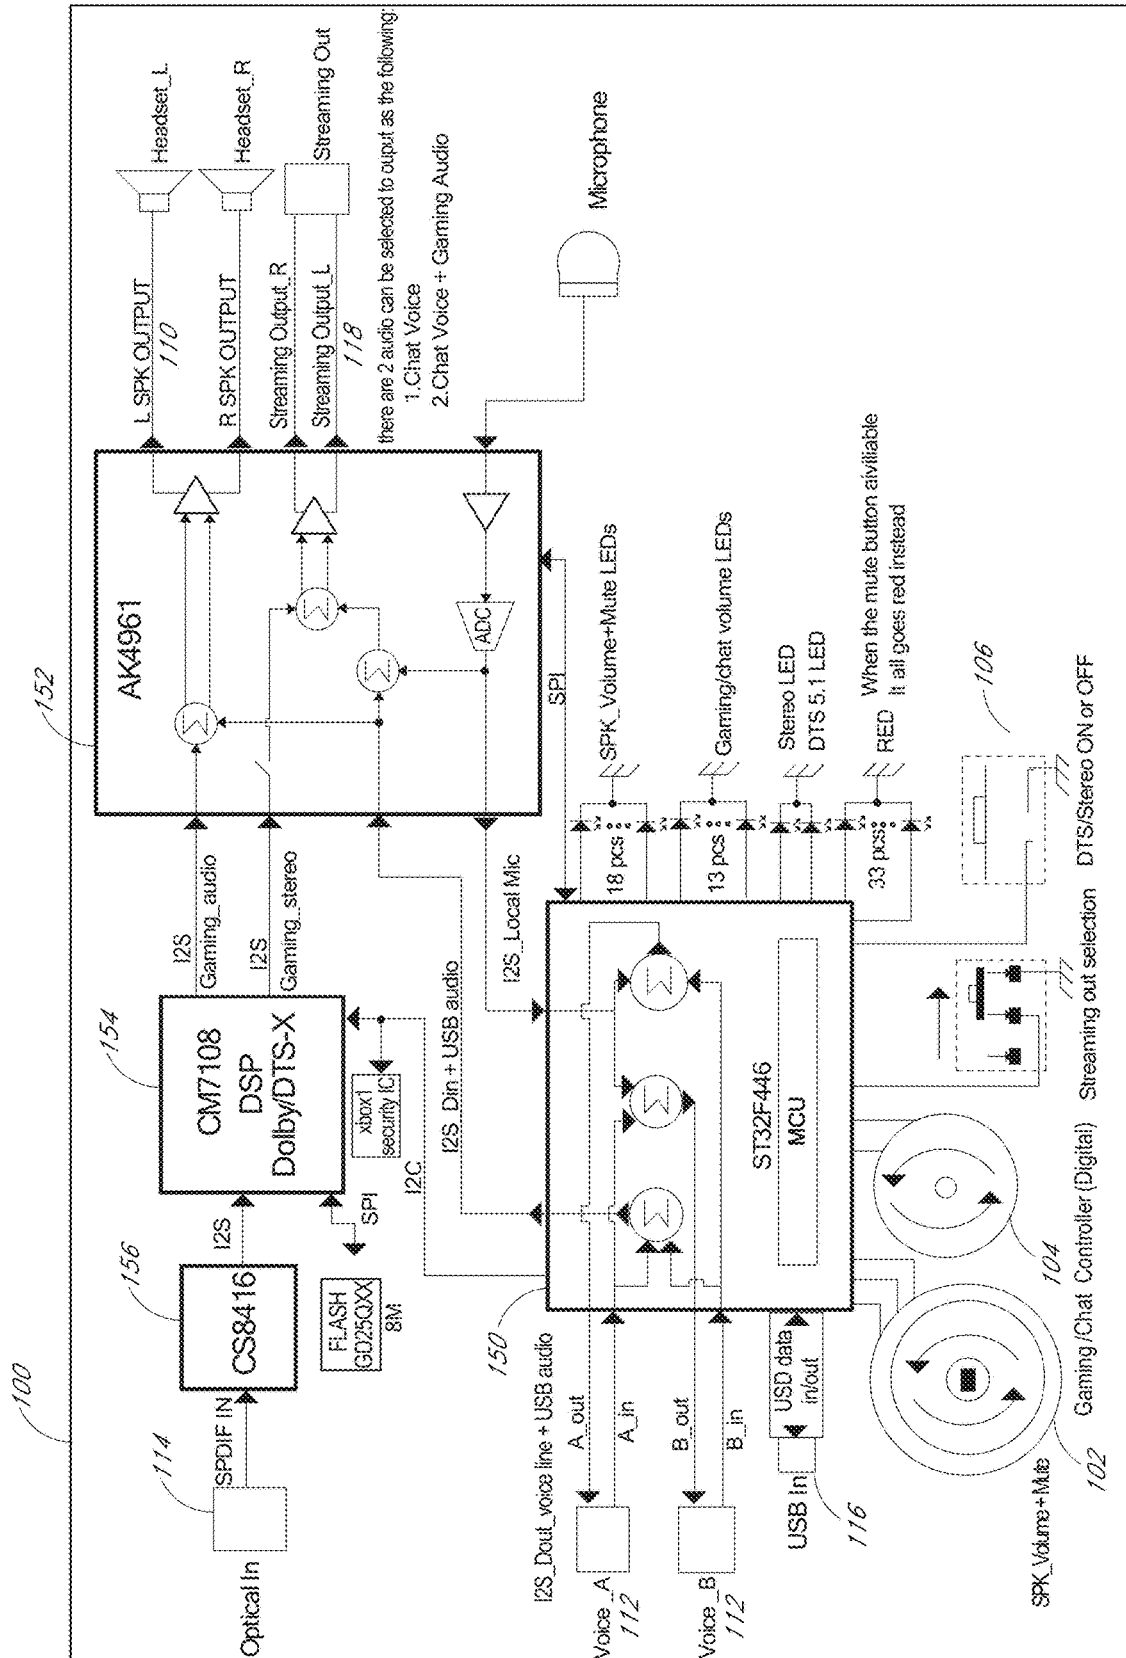 100
Optical In
114
SPDIF IN
156
CS8416
I2S
FLASH
GD25QXX
8M
SPI
154
CM7108
DSP
Dolby/DTS-X
xbox1
security IC
I2C
I2S
Gaming_audio
I2S
Gaming_stereo
152
AK4961
ADC
L SPK OUTPUT
110
R SPK OUTPUT
Streaming Output_R
Streaming Output_L
118
Headset_L
Headset_R
Streaming Out
there are 2 audio can be selected to ouput as the following:
1.Chat Voice
2.Chat Voice + Gaming Audio
Microphone
I2S_Din + USB audio
I2S_Local Mic
SPI
I2S_Dout_voice line + USB audio
150
A_out
A_in
B_out
B_in
Voice_A
112
Voice_B
112
USB In
116
USD data
in/out
ST32F446
MCU
18 pcs
SPK_Volume+Mute LEDs
13 pcs
Gaming/chat volume LEDs
Stereo LED
DTS 5.1 LED
33 pcs
RED
When the mute button aiviliable
It all goes red instead
106
SPK_Volume+Mute
102
104
Gaming/Chat Controller (Digital)
Streaming out selection
DTS/Stereo ON or OFF